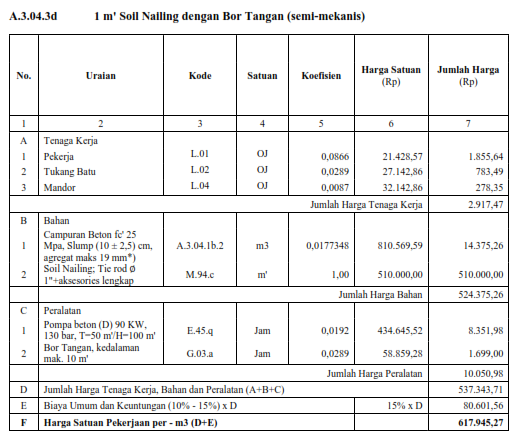 A.3.04.3d 1 m' Soil Nailing dengan Bor Tangan (semi-mekanis)
No. Uraian Kode Satuan Koefisien Harga Satuan (Rp) Jumlah Harga (Rp)
1 2 3 4 5 6 7
A Tenaga Kerja
1 Pekerja L.01 OJ 0,0866 21.428,57 1.855,64
2 Tukang Batu L.02 OJ 0,0289 27.142,86 783,49
3 Mandor L.04 OJ 0,0087 32.142,86 278,35
Jumlah Harga Tenaga Kerja 2.917,47
B Bahan
Campuran Beton fc' 25
1 Mpa, Slump (10 ± 2,5) cm, A.3.04.1b.2 m3 0,0177348 810.569,59 14.375,26
agregat maks 19 mm*)
2 Soil Nailing; Tie rod Ø M.94.c m' 1,00 510.000,00 510.000,00
1"+aksesories lengkap
Jumlah Harga Bahan 524.375,26
C Peralatan
1 Pompa beton (D) 90 KW, E.45.q Jam 0,0192 434.645,52 8.351,98
130 bar, T=50 m'/H=100 m'
2 Bor Tangan, kedalaman G.03.a Jam 0,0289 58.859,28 1.699,00
mak. 10 m'
Jumlah Harga Peralatan 10.050,98
D Jumlah Harga Tenaga Kerja, Bahan dan Peralatan (A+B+C) 537.343,71
E Biaya Umum dan Keuntungan (10% - 15%) x D 15% x D 80.601,56
F Harga Satuan Pekerjaan per - m3 (D+E) 617.945,27